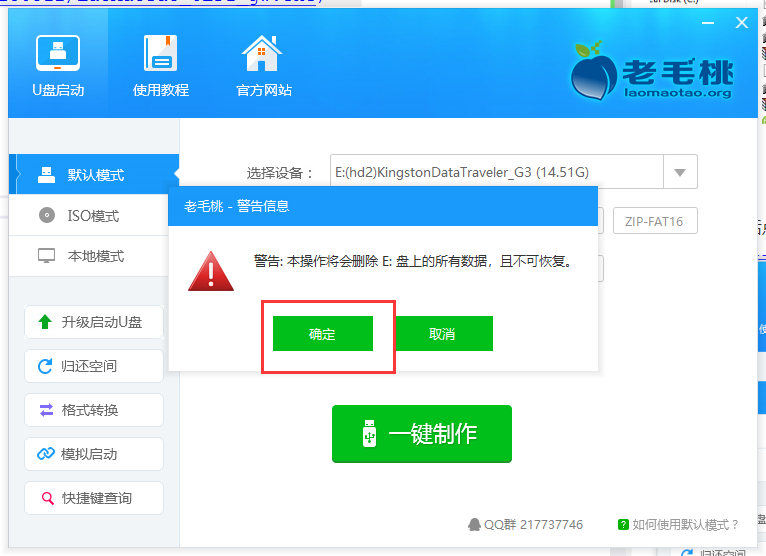 U盘启动
使用教程
官方网站
老毛桃
laomaotao.org
默认模式
ISO模式
本地模式
升级启动U盘
归还空间
格式转换
模拟启动
快捷键查询
选择设备：
E:(hd2)KingstonDataTraveler_G3 (14.51G)
ZIP-FAT16
老毛桃 - 警告信息
警告: 本操作将会删除 E: 盘上的所有数据，且不可恢复。
确定
取消
一键制作
QQ群 217737746
如何使用默认模式？
归还空间